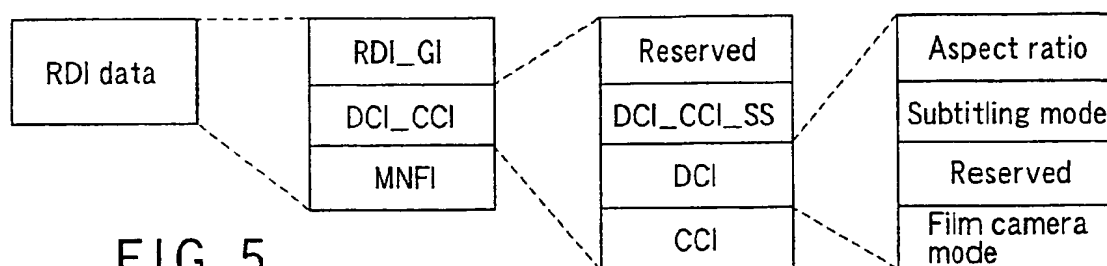 RDI data
RDI_GI
DCI_CCI
MNFI
Reserved
DCI_CCI_SS
DCI
CCI
Aspect ratio
Subtitling mode
Reserved
Film camera
mode
FIG. 5